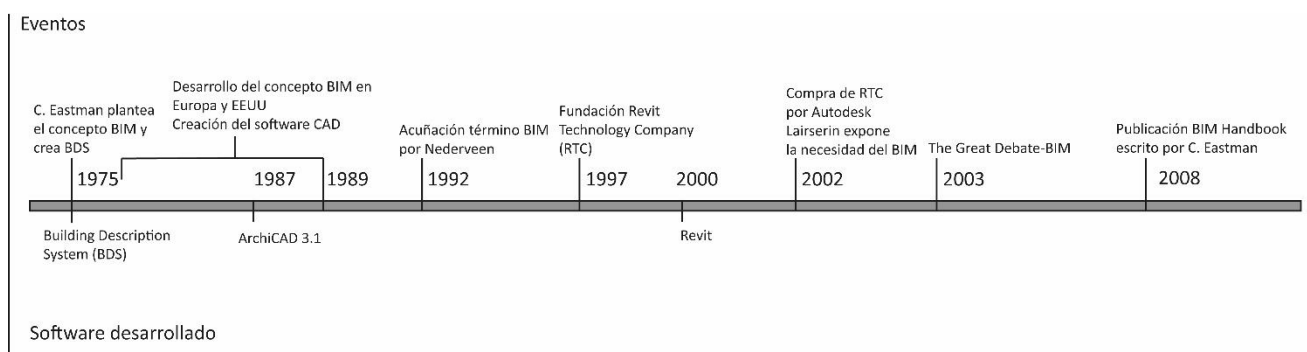 Eventos
C. Eastman plantea
el concepto BIM y
crea BDS
Desarrollo del concepto BIM en
Europa y EEUU
Creación del software CAD
Acuñación término BIM
por Nederveen
Fundación Revit
Technology Company
(RTC)
Compra de RTC
por Autodesk
Lairserin expone
la necesidad del BIM
The Great Debate-BIM
Publicación BIM Handbook
escrito por C. Eastman
1975
1987
1989
1992
1997
2000
2002
2003
2008
Building Description
System (BDS)
ArchiCAD 3.1
Revit
Software desarrollado